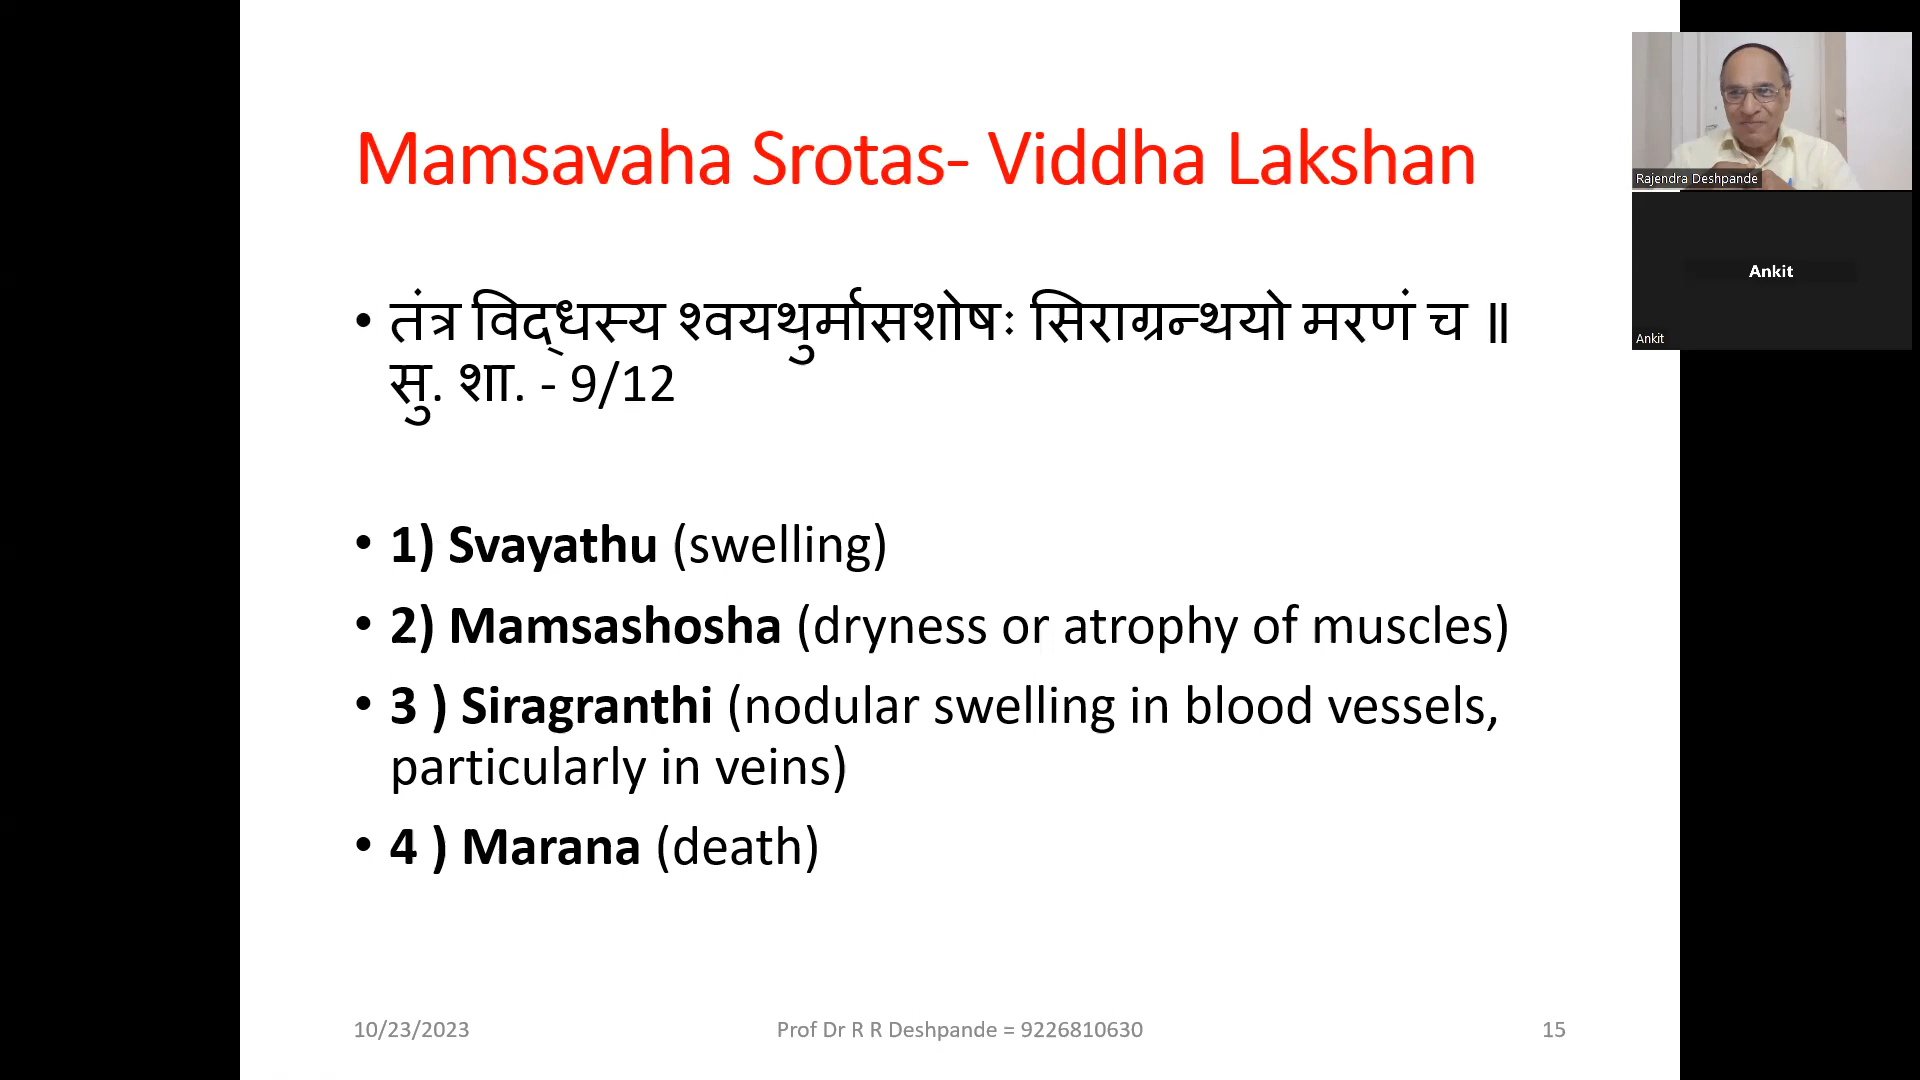 Mamsavaha Srotas- Viddha Lakshan
• तंत्र विद्धस्य श्वयथुर्मासशोषः सिराग्रन्थयो मरणं च ॥
सु. शा. - 9/12
• 1) Svayathu (swelling)
• 2) Mamsashosha (dryness or atrophy of muscles)
• 3 ) Siragranthi (nodular swelling in blood vessels,
particularly in veins)
• 4 ) Marana (death)
10/23/2023
Prof Dr R R Deshpande = 9226810630
15
Rajendra Deshpande
Ankit
Ankit